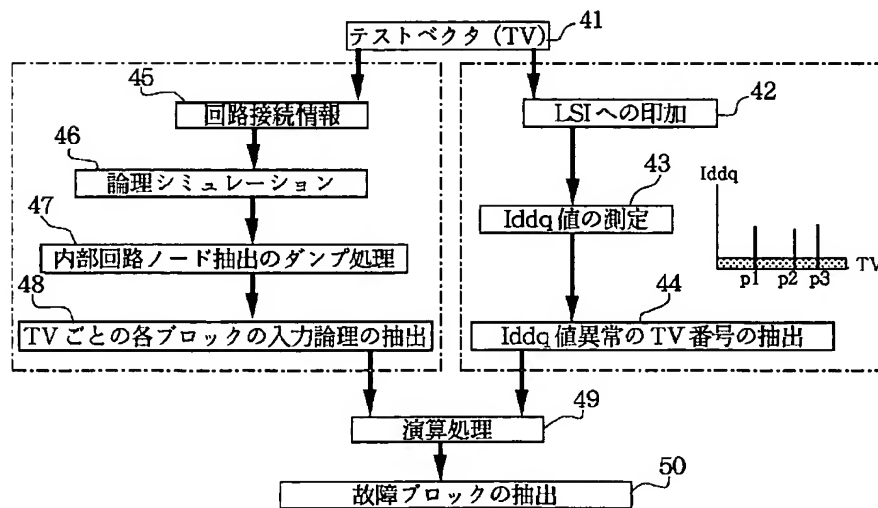 テストベクタ (TV)
41
45
回路接続情報
46
論理シミュレーション
47
内部回路ノード抽出のダンプ処理
48
TVごとの各ブロックの入力論理の抽出
LSIへの印加
42
43
Iddq値の測定
Iddq
p1 p2 p3
TV
44
Iddq値異常のTV番号の抽出
49
演算処理
50
故障ブロックの抽出